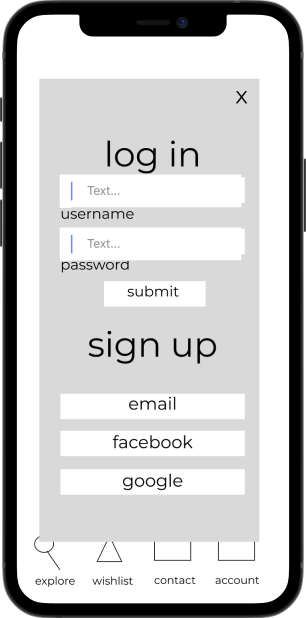 X
log in
Text...
username
Text...
password
submit
sign up
email
facebook
google
explore wishlist contact account